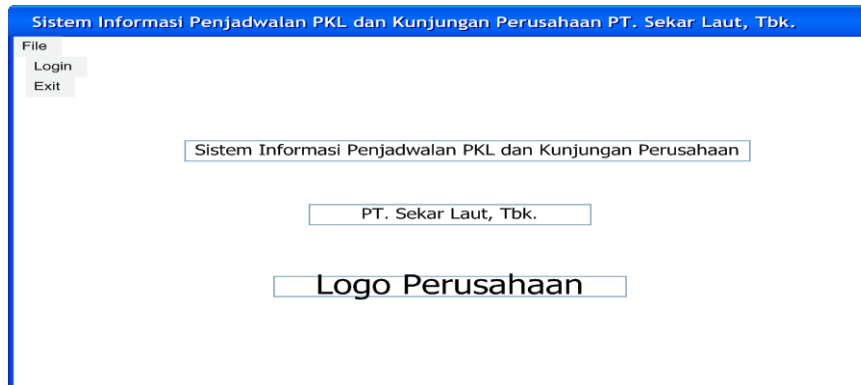 Sistem Informasi Penjadwalan PKL dan Kunjungan Perusahaan PT. Sekar Laut, Tbk.
File
Login
Exit
Sistem Informasi Penjadwalan PKL dan Kunjungan Perusahaan
PT. Sekar Laut, Tbk.
Logo Perusahaan